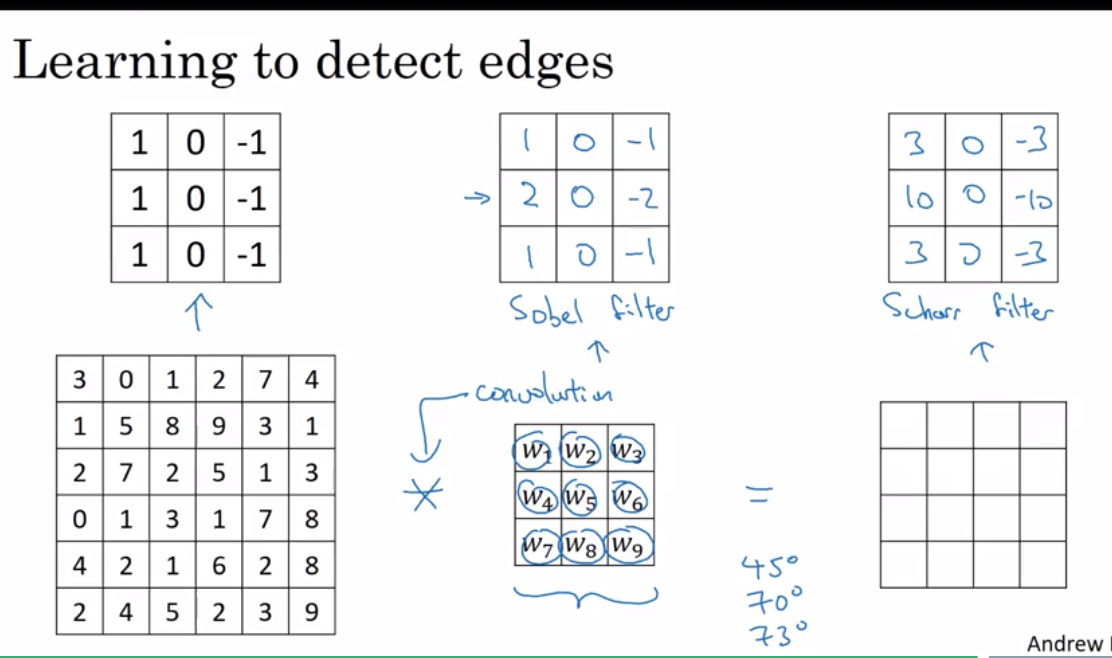 Learning to detect edges
1 0 -1
1 0 -1
1 0 -1
↑
1 0 -1
→ 2 0 -2
1 0 -1
Sobel filter
↑
3 0 -3
10 0 -10
3 0 -3
Scharr filter
↑
3 0 1 2 7 4
1 5 8 9 3 1
2 7 2 5 1 3
0 1 3 1 7 8
4 2 1 6 2 8
2 4 5 2 3 9
convolution
*
w₁ w₂ w₃
w₄ w₅ w₆
w₇ w₈ w₉
=
45°
70°
73°
Andrew